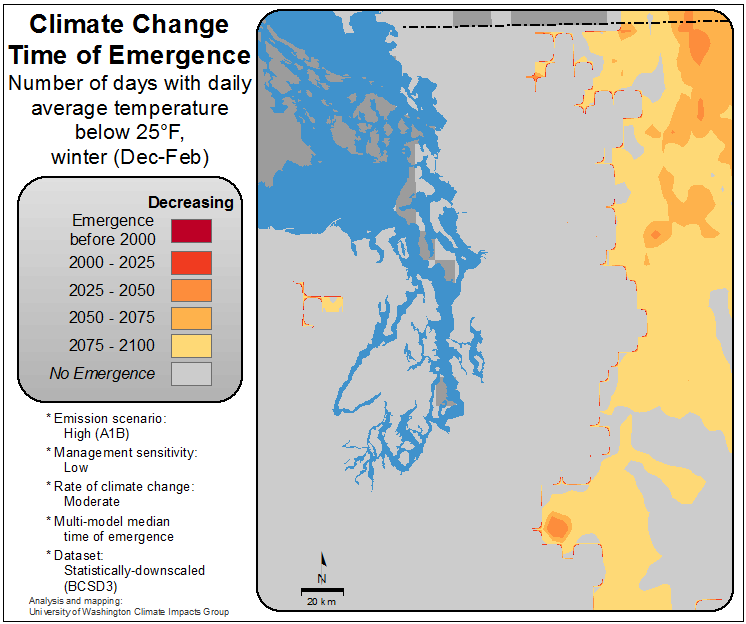 Climate Change
Time of Emergence
Number of days with daily
average temperature
below 25°F,
winter (Dec-Feb)
Decreasing
Emergence
before 2000
2000 - 2025
2025 - 2050
2050 - 2075
2075 - 2100
No Emergence
* Emission scenario:
High (A1B)
* Management sensitivity:
Low
* Rate of climate change:
Moderate
* Multi-model median
time of emergence
* Dataset:
Statistically-downscaled
(BCSD3)
Analysis and mapping:
University of Washington Climate Impacts Group
N
20 km